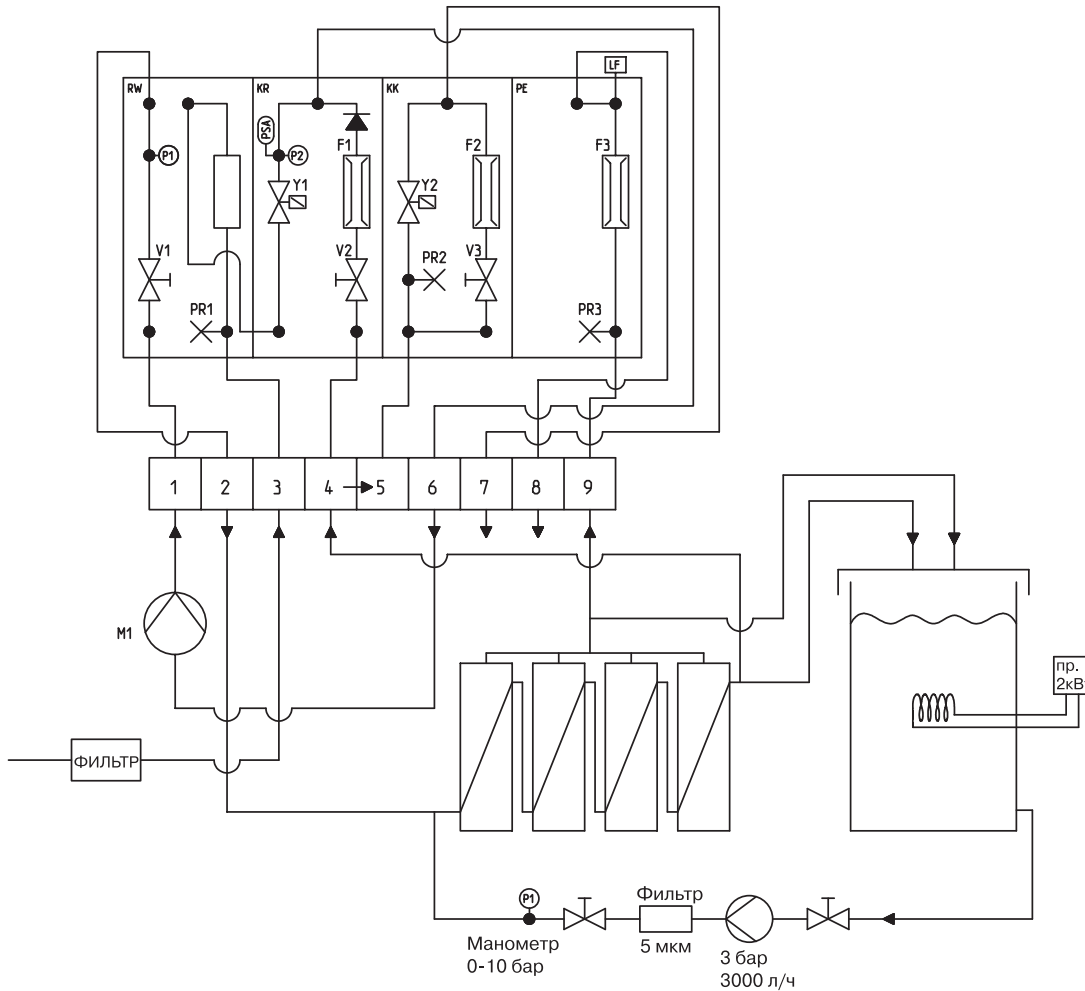 RW
KR
KK
PE
LF
PSA
P1
P2
F1
F2
F3
Y1
Y2
V1
V2
PR2
V3
PR1
PR3
1
2
3
4
5
6
7
8
9
M1
пр.
2кВт
ФИЛЬТР
P1
Фильтр
Манометр
0-10 бар
5 мкм
3 бар
3000 л/ч